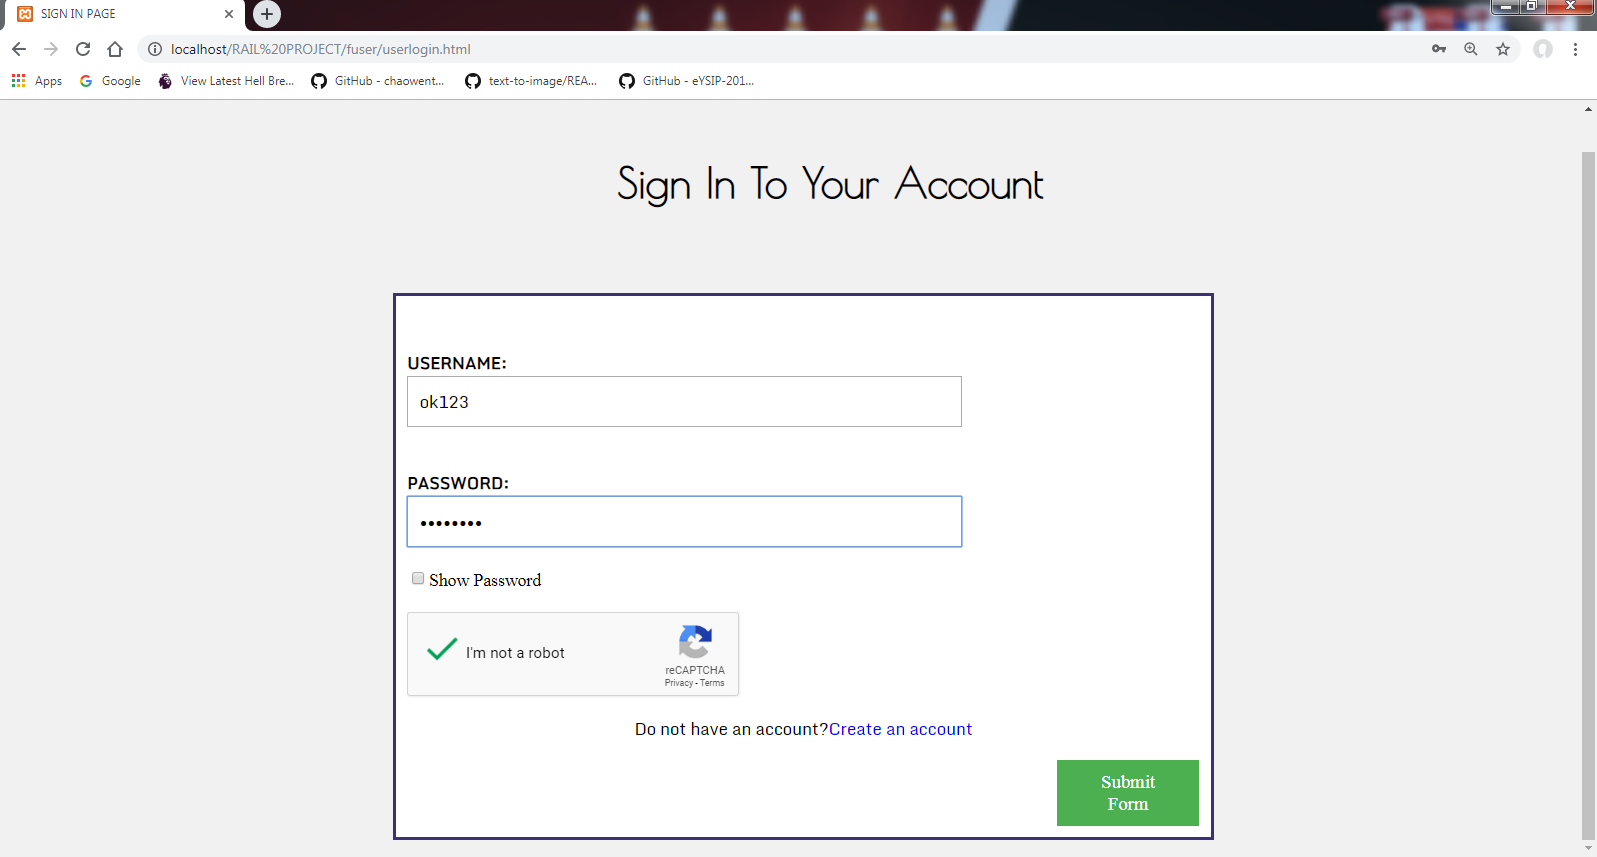 SIGN IN PAGE
localhost/RAIL%20PROJECT/fuser/userlogin.html
Apps Google View Latest Hell Bre... GitHub - chaowent... text-to-image/REA... GitHub - eYSIP-201...
Sign In To Your Account
USERNAME:
ok123
PASSWORD:
••••••••
Show Password
I'm not a robot
reCAPTCHA
Privacy - Terms
Do not have an account?Create an account
Submit
Form